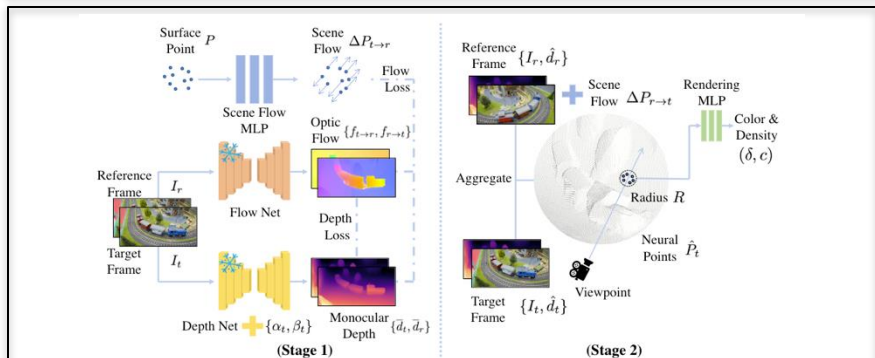 Surface
Point P
Scene
Flow ΔP_{t→r}
Flow
Loss
Scene Flow
MLP
Optic
Flow {f_{t→r}, f_{r→t}}
Reference
Frame
I_r
Flow Net
Depth
Loss
Target
Frame
I_t
Depth Net
{α_t, β_t}
Monocular
Depth {d̅_t, d̅_r}
(Stage 1)
Reference
Frame {I_r, d̂_r}
Scene
Flow ΔP_{r→t}
Rendering
MLP
Color &
Density
(δ, c)
Aggregate
Radius R
Neural
Points P̂_t
Target
Frame {I_t, d̂_t}
Viewpoint
(Stage 2)